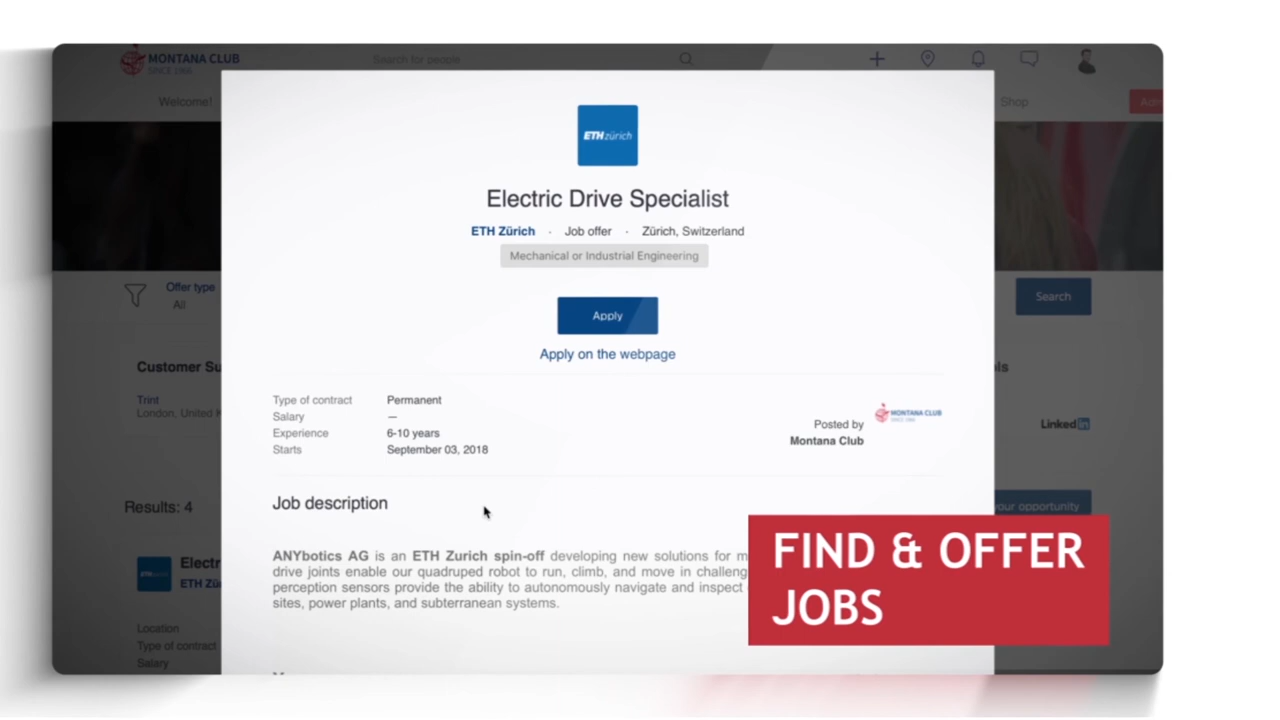 MONTANA CLUB
SINCE 1906
Search for people
Welcome!
Shop
ETH zürich
Electric Drive Specialist
ETH Zürich · Job offer · Zürich, Switzerland
Mechanical or Industrial Engineering
Offer type
All
Search
Apply
Apply on the webpage
Customer Su
Trint
London, United K
Type of contract Permanent
Salary —
Experience 6-10 years
Starts September 03, 2018
Posted by
Montana Club
MONTANA CLUB
Linked in
Results: 4
Job description
your opportunity
ANYbotics AG is an ETH Zurich spin-off developing new solutions for m
drive joints enable our quadruped robot to run, climb, and move in challeng
perception sensors provide the ability to autonomously navigate and inspect
sites, power plants, and subterranean systems.
Electr
ETH Zü
Location
Type of contract
Salary
FIND & OFFER
JOBS